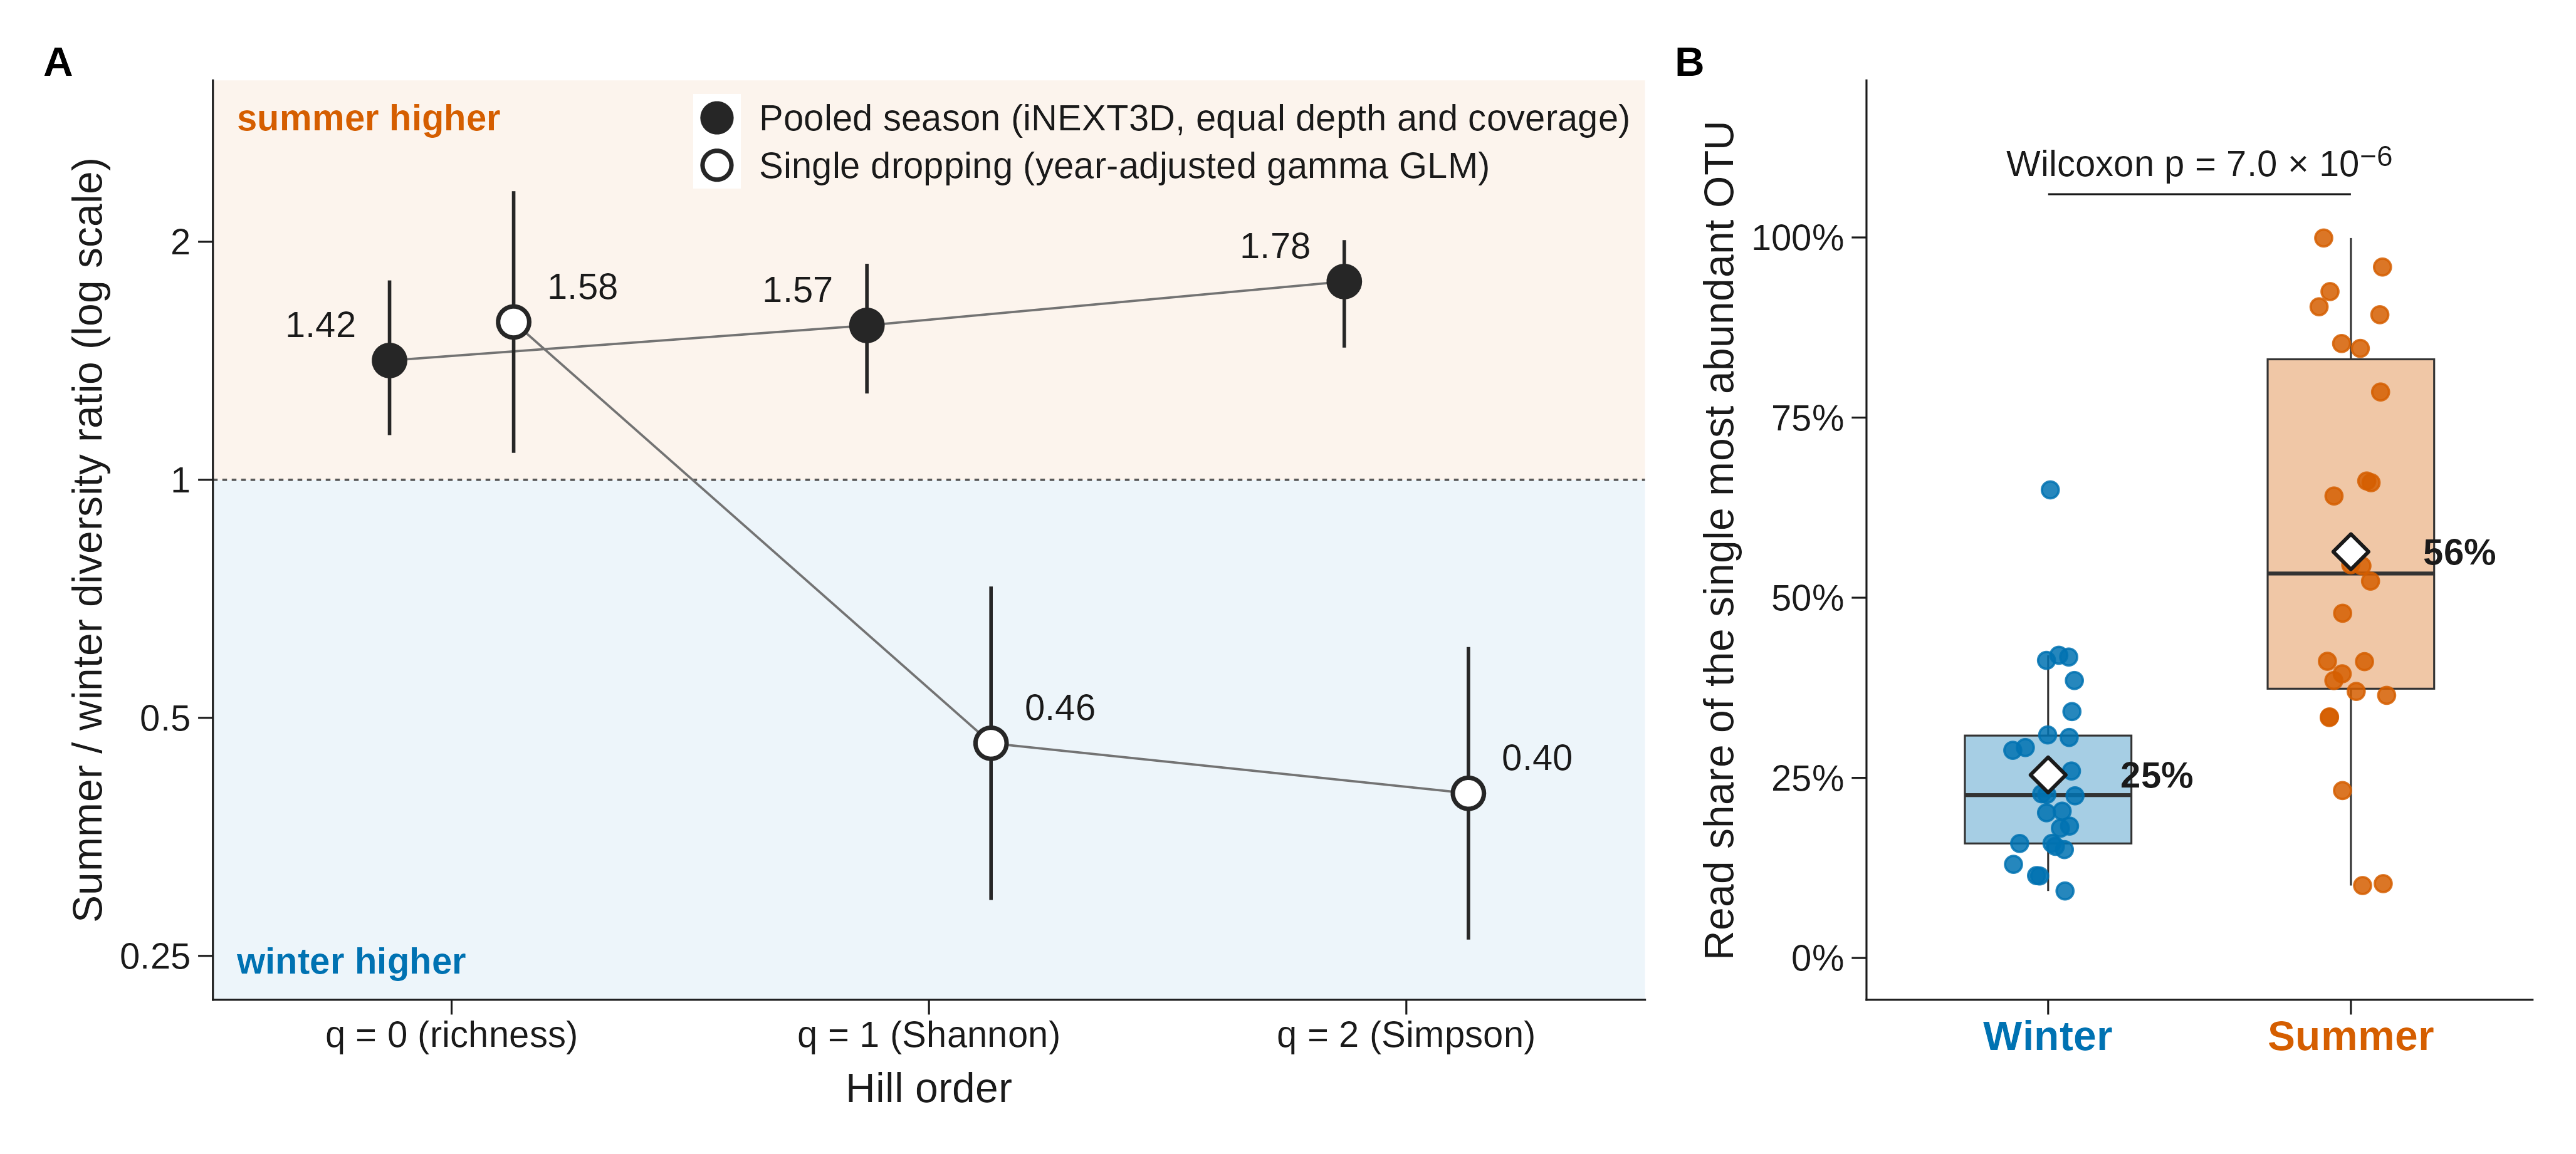 A
summer higher
Pooled season (iNEXT3D, equal depth and coverage)
Single dropping (year-adjusted gamma GLM)
Summer / winter diversity ratio (log scale)
2
1
0.5
0.25
1.42
1.58
1.57
1.78
0.46
0.40
winter higher
q = 0 (richness)
q = 1 (Shannon)
q = 2 (Simpson)
Hill order
B
Read share of the single most abundant OTU
Wilcoxon p = 7.0 × 10⁻⁶
100%
75%
50%
25%
0%
56%
25%
Winter
Summer